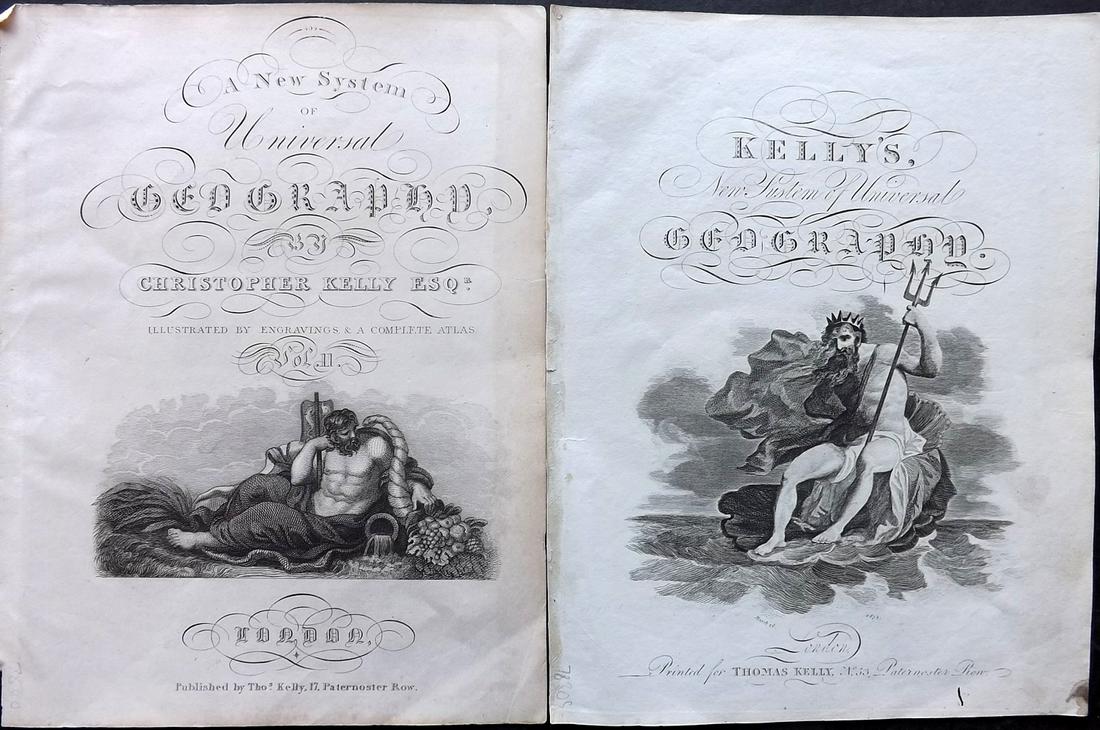 A New System
OF
Universal
GEOGRAPHY,
BY
CHRISTOPHER KELLY ESQR.
ILLUSTRATED BY ENGRAVINGS, & A COMPLETE ATLAS
Vol. II.
LONDON,
Published by Thos. Kelly, 17, Paternoster Row.
KELLY'S,
New System of Universal
GEOGRAPHY.
London,
Printed for THOMAS KELLY, No. 53, Paternoster Row